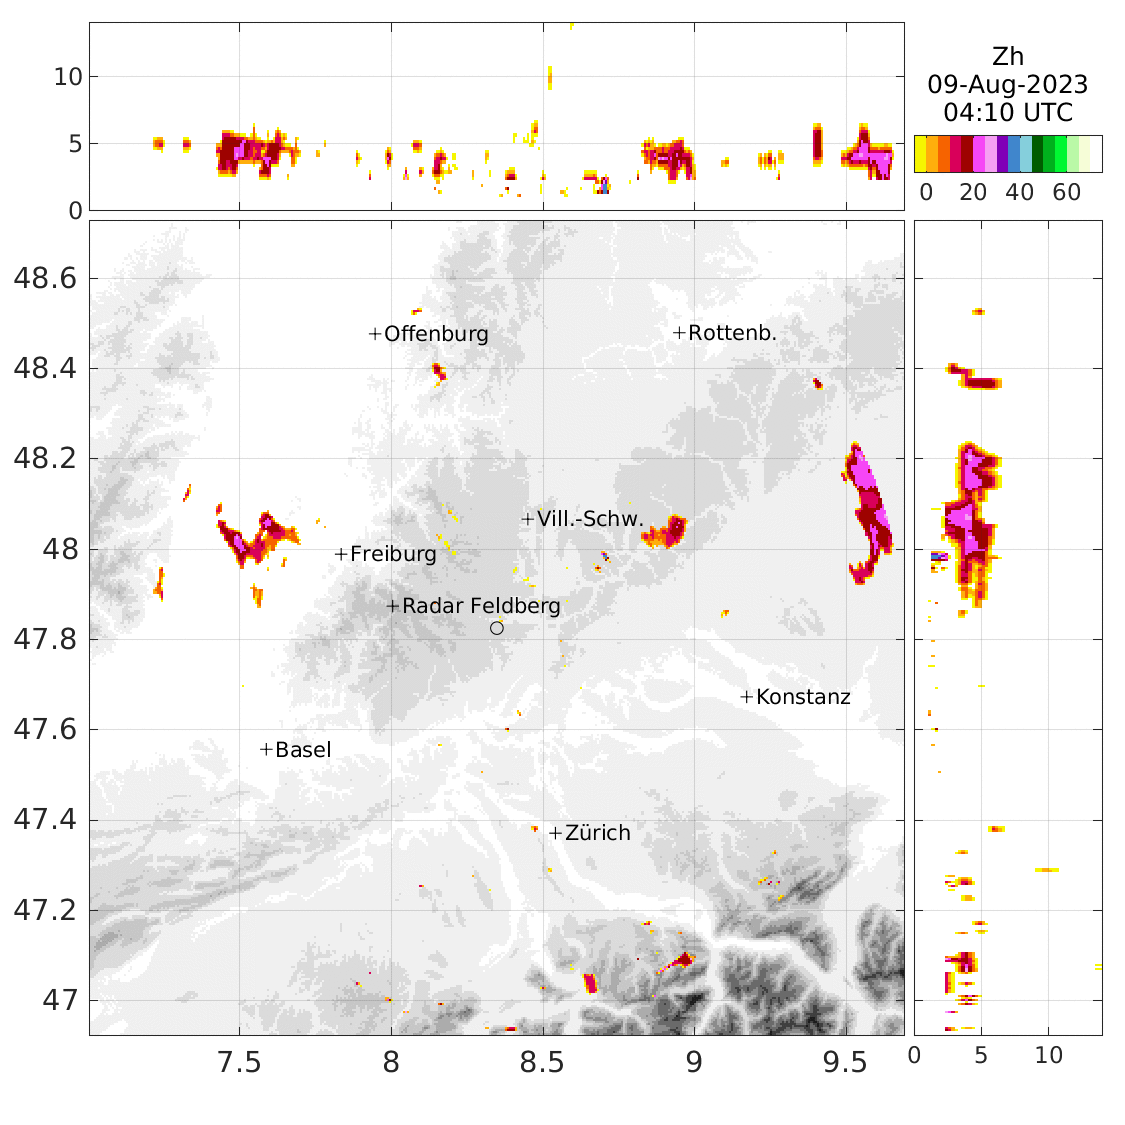 10
5
0
Zh
09-Aug-2023
04:10 UTC
0 20 40 60
48.6
48.4
48.2
48
47.8
47.6
47.4
47.2
47
+Offenburg
+Rottenb.
+Vill.-Schw.
+Freiburg
+Radar Feldberg
+Konstanz
+Basel
+Zürich
7.5 8 8.5 9 9.5
0 5 10